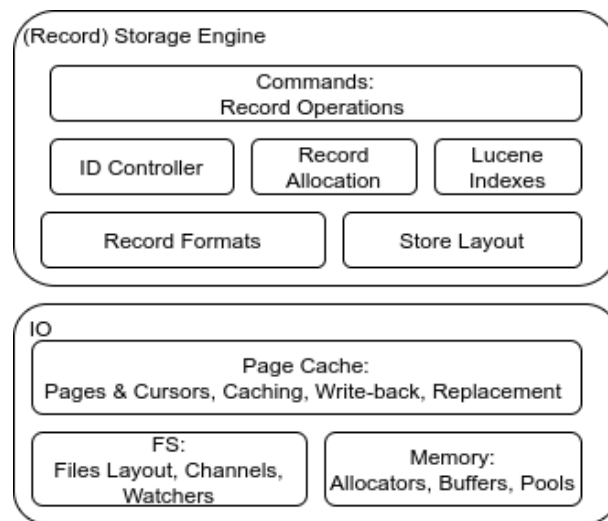 (Record) Storage Engine
Commands:
Record Operations
ID Controller
Record
Allocation
Lucene
Indexes
Record Formats
Store Layout
IO
Page Cache:
Pages & Cursors, Caching, Write-back, Replacement
FS:
Files Layout, Channels,
Watchers
Memory:
Allocators, Buffers, Pools